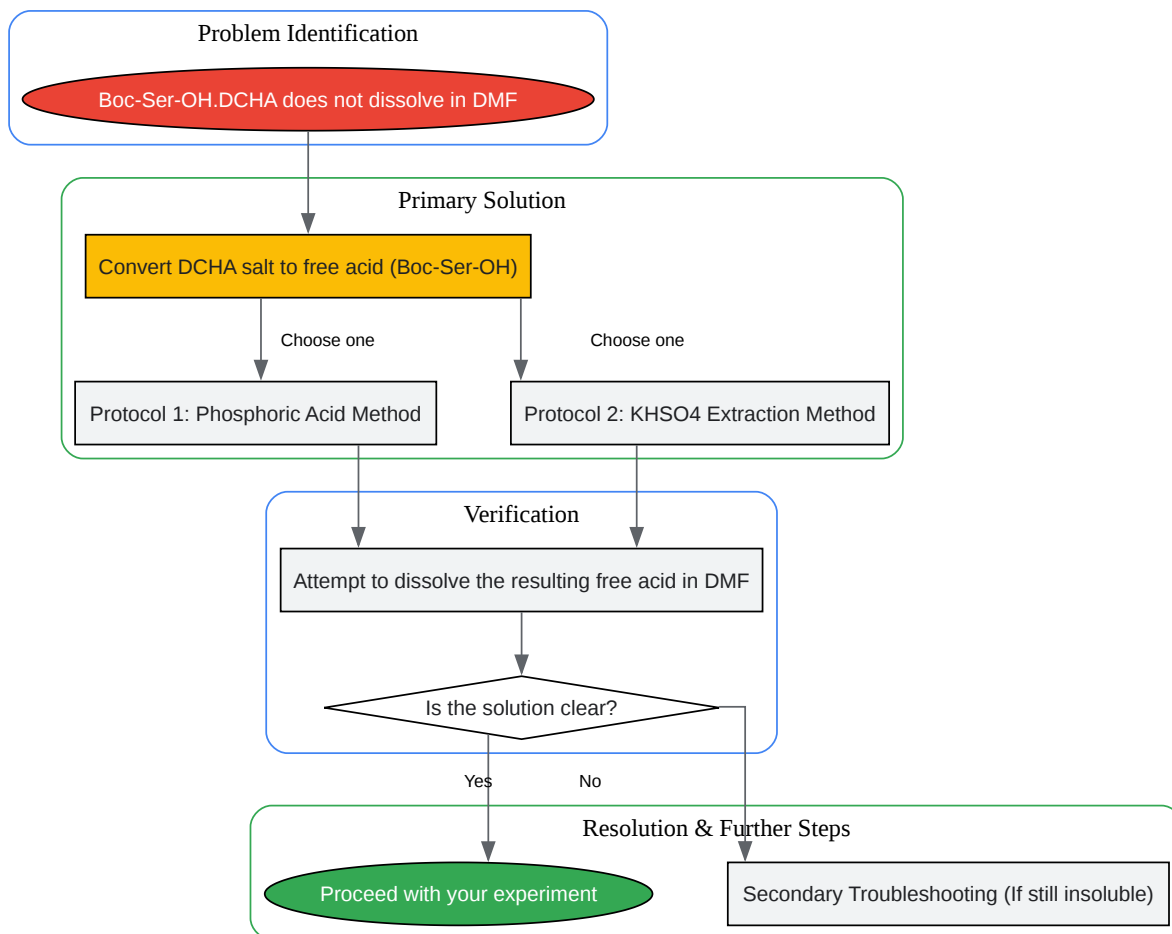 Problem Identification
Boc-Ser-OH.DCHA does not dissolve in DMF
Primary Solution
Convert DCHA salt to free acid (Boc-Ser-OH)
Choose one
Choose one
Protocol 1: Phosphoric Acid Method
Protocol 2: KHSO4 Extraction Method
Verification
Attempt to dissolve the resulting free acid in DMF
Is the solution clear?
Yes
No
Resolution & Further Steps
Proceed with your experiment
Secondary Troubleshooting (If still insoluble)